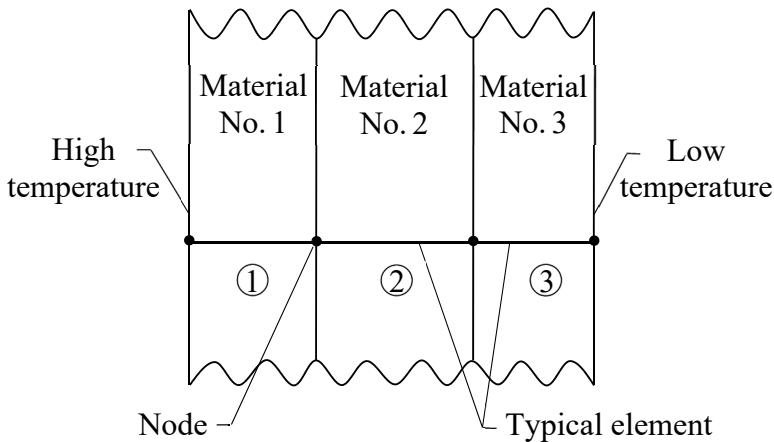 Material
No. 1
Material
No. 2
Material
No. 3
High
temperature
Low
temperature
①
②
③
Node
Typical element